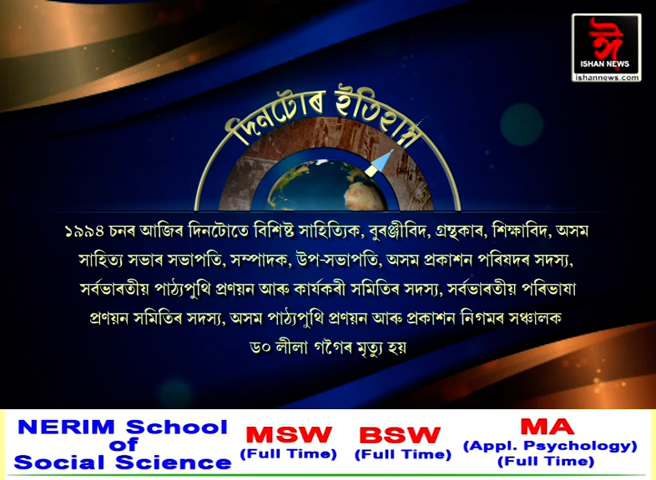 ঈ
ISHAN NEWS
ishannews.com
দিনটোৰ ইতিহাস
১৯৯৪ চনৰ আজিৰ দিনটোতে বিশিষ্ট সাহিত্যিক, বুৰঞ্জীবিদ, গ্ৰন্থকাৰ, শিক্ষাবিদ, অসম
সাহিত্য সভাৰ সভাপতি, সম্পাদক, উপ-সভাপতি, অসম প্ৰকাশন পৰিষদৰ সদস্য,
সৰ্বভাৰতীয় পাঠ্যপুথি প্ৰণয়ন আৰু কাৰ্যকৰী সমিতিৰ সদস্য, সৰ্বভাৰতীয় পৰিভাষা
প্ৰণয়ন সমিতিৰ সদস্য, অসম পাঠ্যপুথি প্ৰণয়ন আৰু প্ৰকাশন নিগমৰ সঞ্চালক
ড০ লীলা গগৈৰ মৃত্যু হয়
NERIM School
of
Social Science
MSW
(Full Time)
BSW
(Full Time)
MA
(Appl. Psychology)
(Full Time)